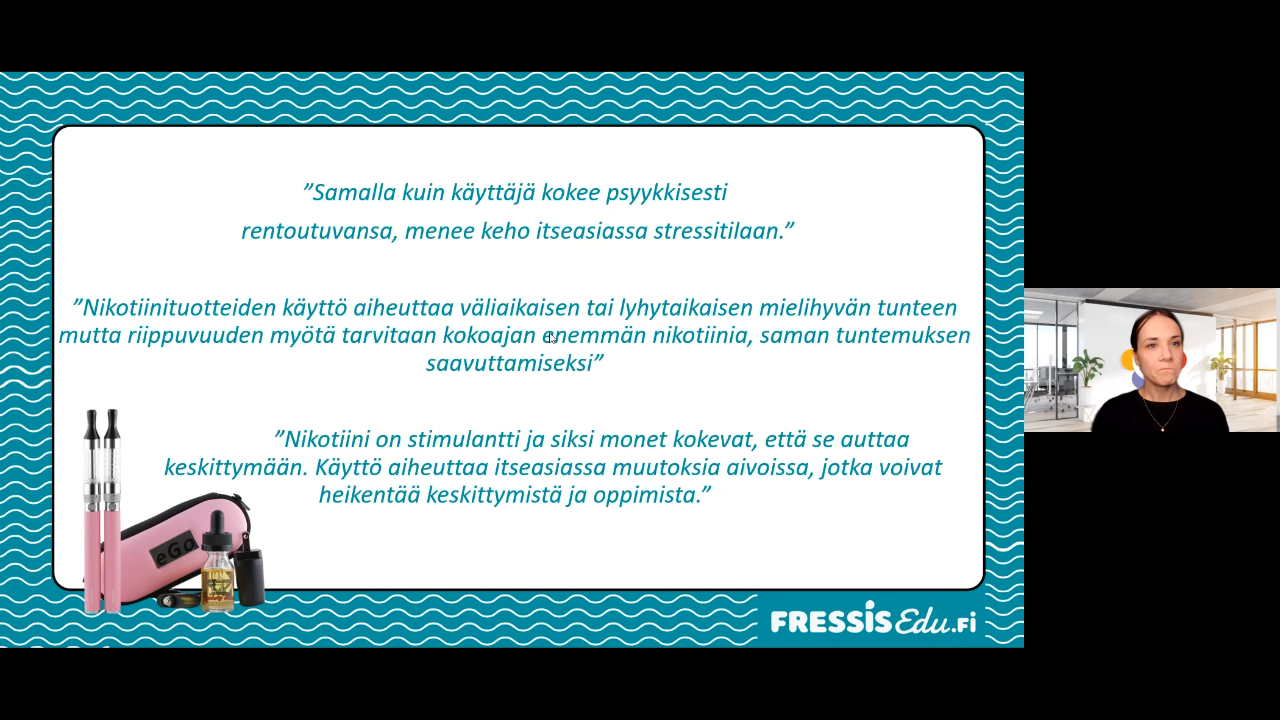 ”Samalla kuin käyttäjä kokee psyykkisesti
rentoutuvansa, menee keho itseasiassa stressitilaan.”
”Nikotiinituotteiden käyttö aiheuttaa väliaikaisen tai lyhytaikaisen mielihyvän tunteen
mutta riippuvuuden myötä tarvitaan kokoajan enemmän nikotiinia, saman tuntemuksen
saavuttamiseksi”
”Nikotiini on stimulantti ja siksi monet kokevat, että se auttaa
keskittymään. Käyttö aiheuttaa itseasiassa muutoksia aivoissa, jotka voivat
heikentää keskittymistä ja oppimista.”
eGo
FRESSIS Edu.Fi